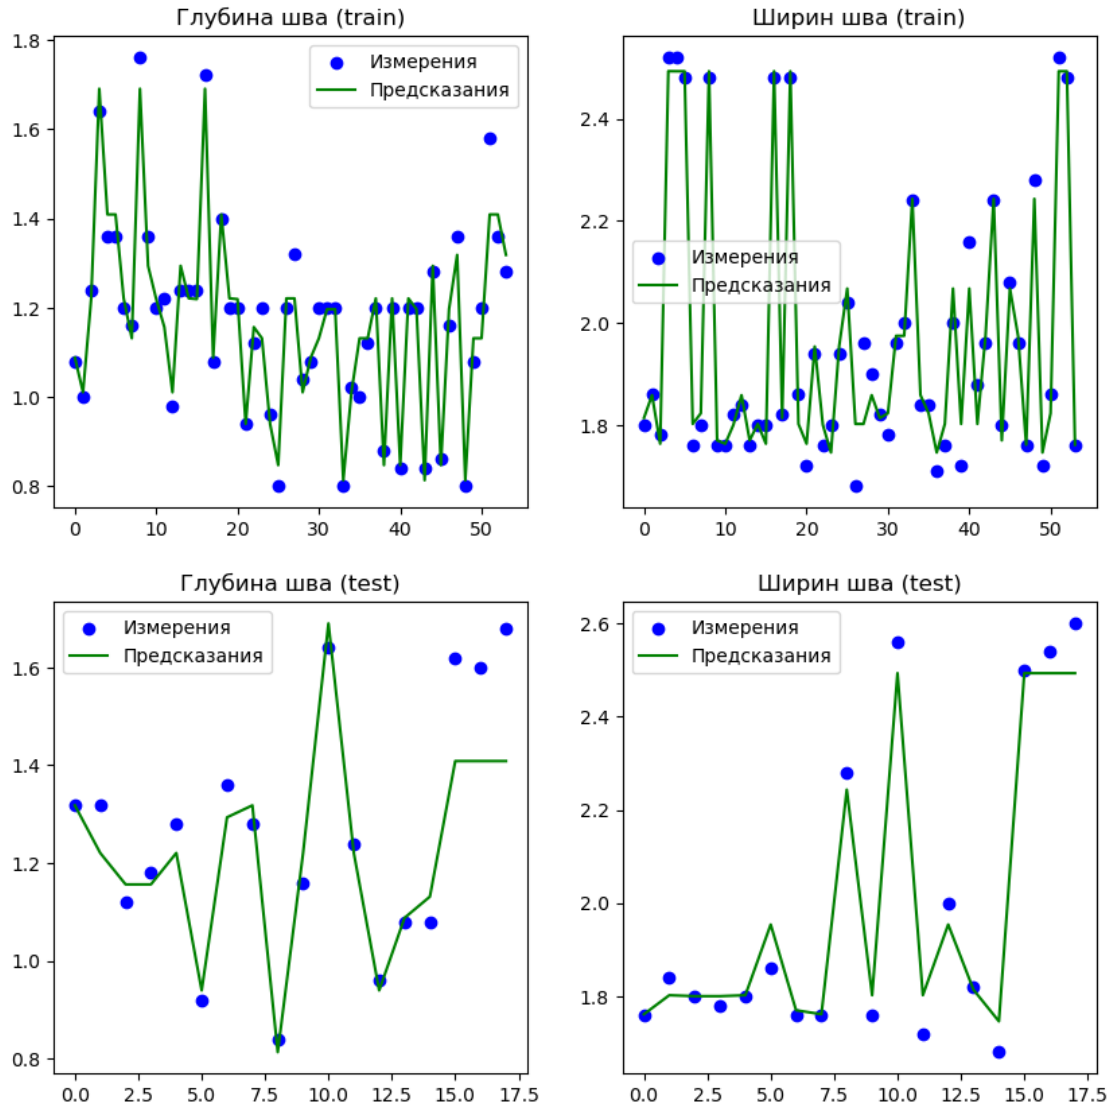 Глубина шва (train)
Измерения
Предсказания
1.8
1.6
1.4
1.2
1.0
0.8
0 10 20 30 40 50
Ширин шва (train)
Измерения
Предсказания
2.4
2.2
2.0
1.8
0 10 20 30 40 50
Глубина шва (test)
Измерения
Предсказания
1.6
1.4
1.2
1.0
0.8
0.0 2.5 5.0 7.5 10.0 12.5 15.0 17.5
Ширин шва (test)
Измерения
Предсказания
2.6
2.4
2.2
2.0
1.8
0.0 2.5 5.0 7.5 10.0 12.5 15.0 17.5